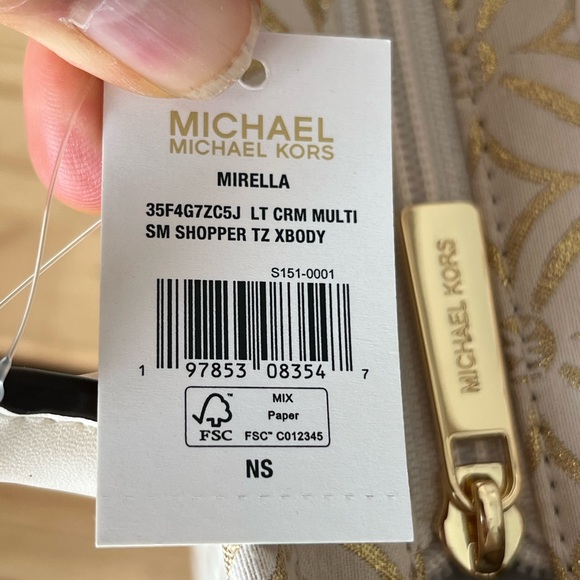 MICHAEL
MICHAEL KORS
MIRELLA
35F4G7ZC5J LT CRM MULTI
SM SHOPPER TZ XBODY
S151-0001
1 97853 08354 7
MIX
Paper
FSC™ C012345
FSC
NS
MICHAEL KORS